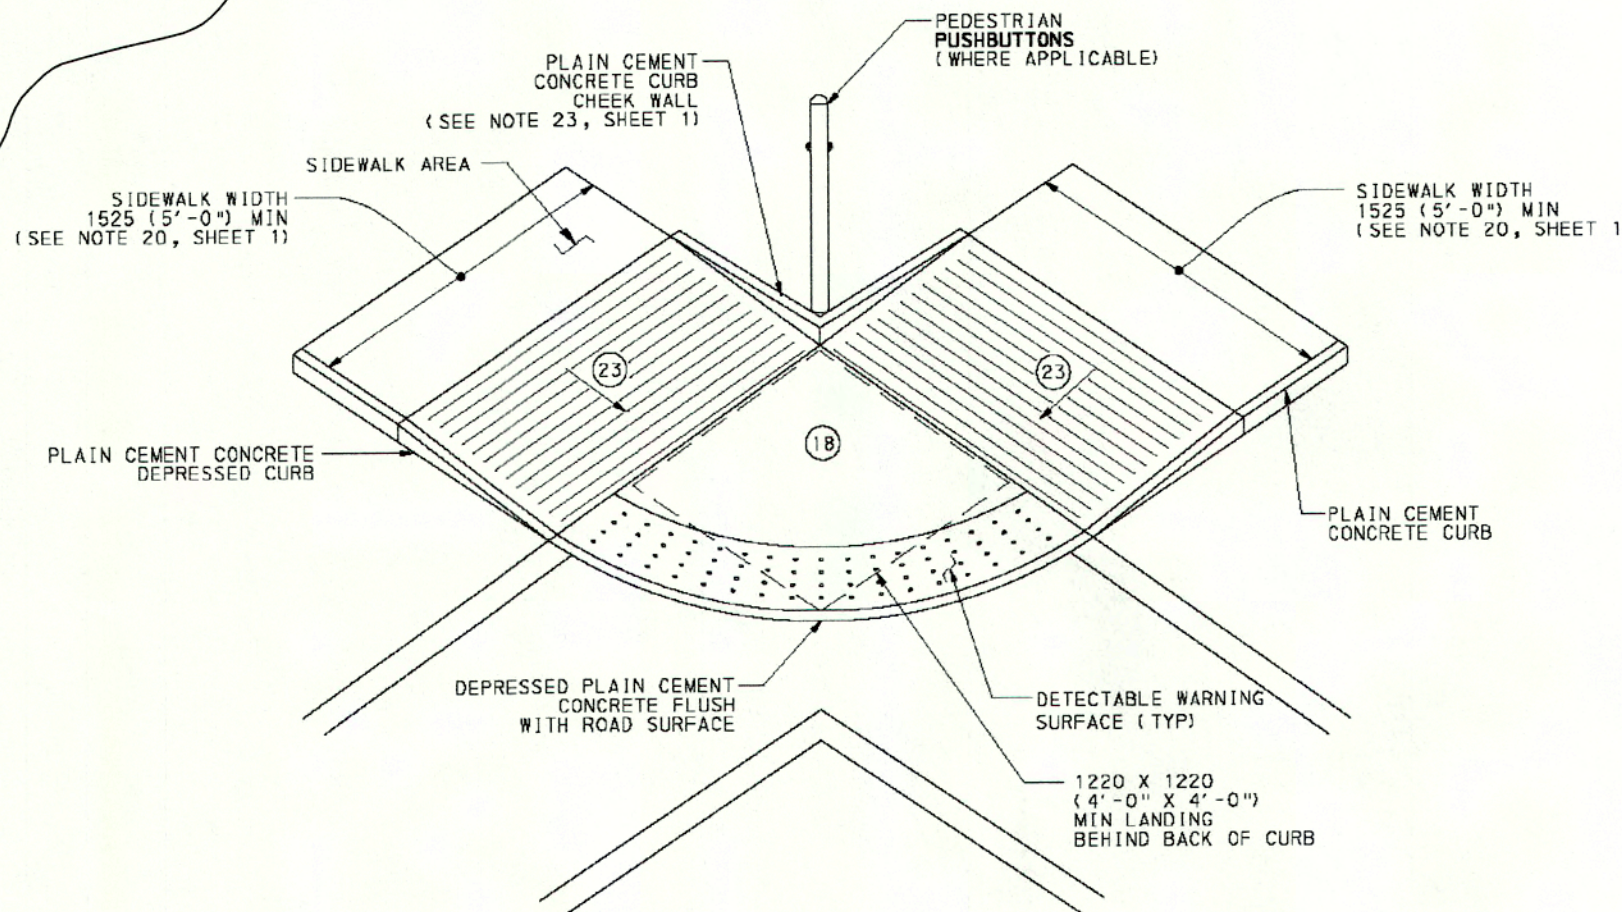 PEDESTRIAN
PUSHBUTTONS
(WHERE APPLICABLE)
PLAIN CEMENT
CONCRETE CURB
CHEEK WALL
(SEE NOTE 23, SHEET 1)
SIDEWALK AREA
SIDEWALK WIDTH
1525 (5'-0") MIN
(SEE NOTE 20, SHEET 1)
SIDEWALK WIDTH
1525 (5'-0") MIN
(SEE NOTE 20, SHEET 1
23
23
18
PLAIN CEMENT CONCRETE
DEPRESSED CURB
PLAIN CEMENT
CONCRETE CURB
DEPRESSED PLAIN CEMENT
CONCRETE FLUSH
WITH ROAD SURFACE
DETECTABLE WARNING
SURFACE (TYP)
1220 X 1220
(4'-0" X 4'-0")
MIN LANDING
BEHIND BACK OF CURB